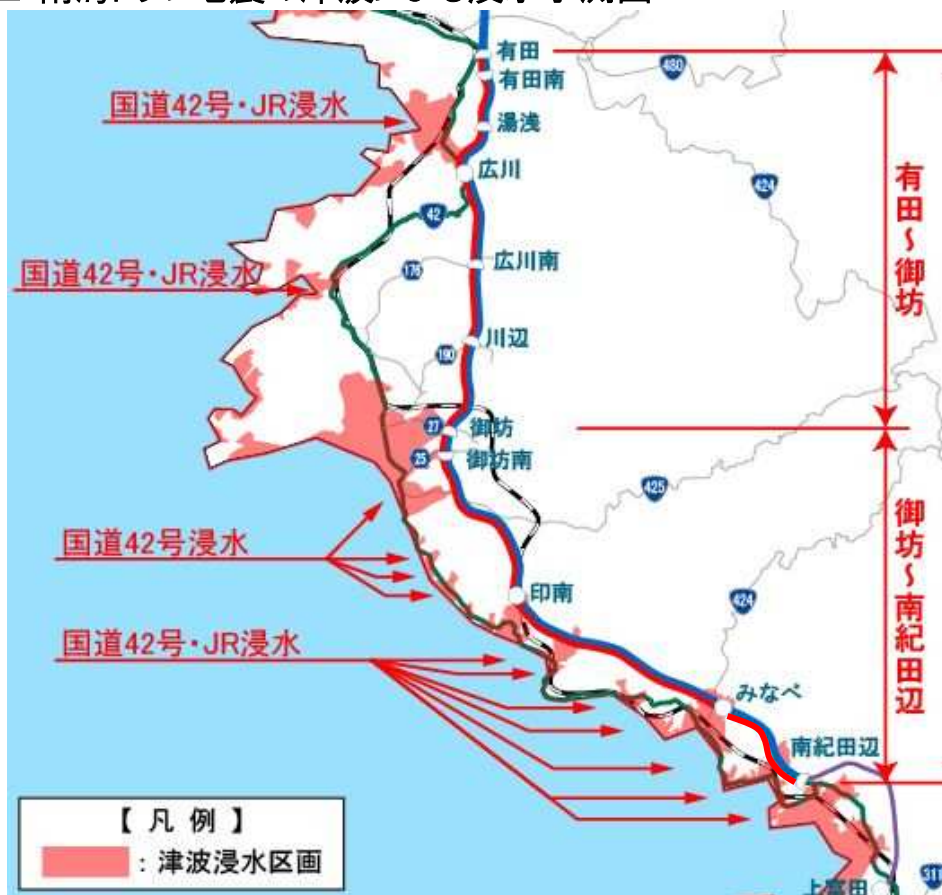 有田
480
有田南
国道42号・JR浸水
湯浅
広川
424
有田～御坊
42
国道42号・JR浸水
176
広川南
190
川辺
27
御坊
25
御坊南
425
国道42号浸水
御坊～南紀田辺
印南
424
国道42号・JR浸水
みなべ
南紀田辺
【 凡 例 】
：津波浸水区画
上富田
311